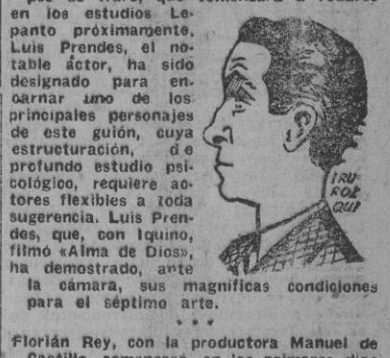 en los estudios Le-
panto próximamente,
Luis Prendes, el no-
table actor, ha sido
designado para en-
carnar uno de los
principales personajes
de este guión, cuya
estructuración, de
profundo estudio psi-
cológico, requiere ac-
tores flexibles a toda
sugerencia. Luis Pren-
des, que, con Iquino,
filmó «Alma de Dios»,
ha demostrado, ante
la cámara, sus magníficas condiciones
para el séptimo arte.
IRU
ROZ
QUI
* * *
Florián Rey, con la productora Manuel de